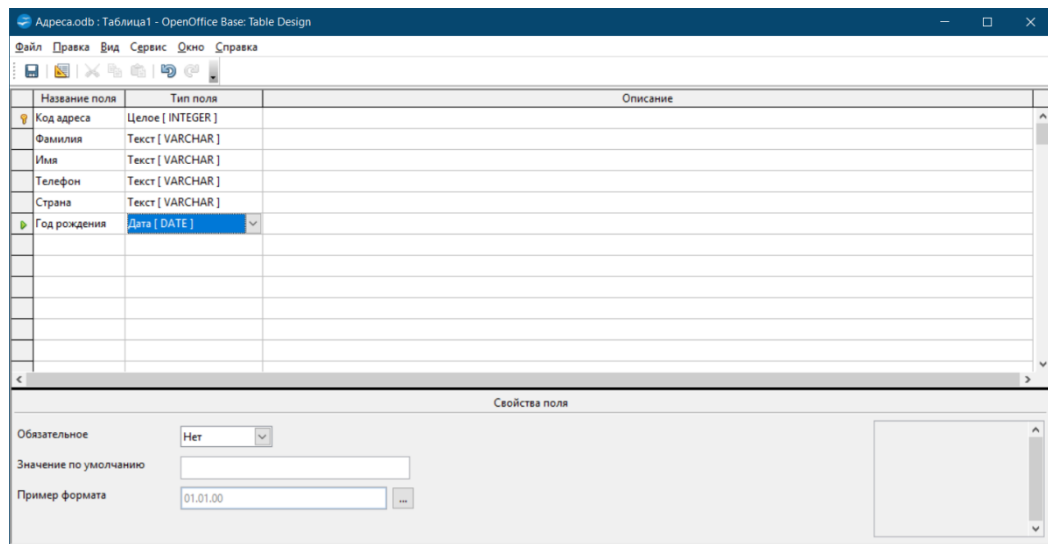 Адреса.odb : Таблица1 - OpenOffice Base: Table Design
Файл Правка Вид Сервис Окно Справка
Название поля Тип поля Описание
Код адреса Целое [ INTEGER ]
Фамилия Текст [ VARCHAR ]
Имя Текст [ VARCHAR ]
Телефон Текст [ VARCHAR ]
Страна Текст [ VARCHAR ]
Год рождения Дата [ DATE ]
Свойства поля
Обязательное Нет
Значение по умолчанию
Пример формата 01.01.00 ...